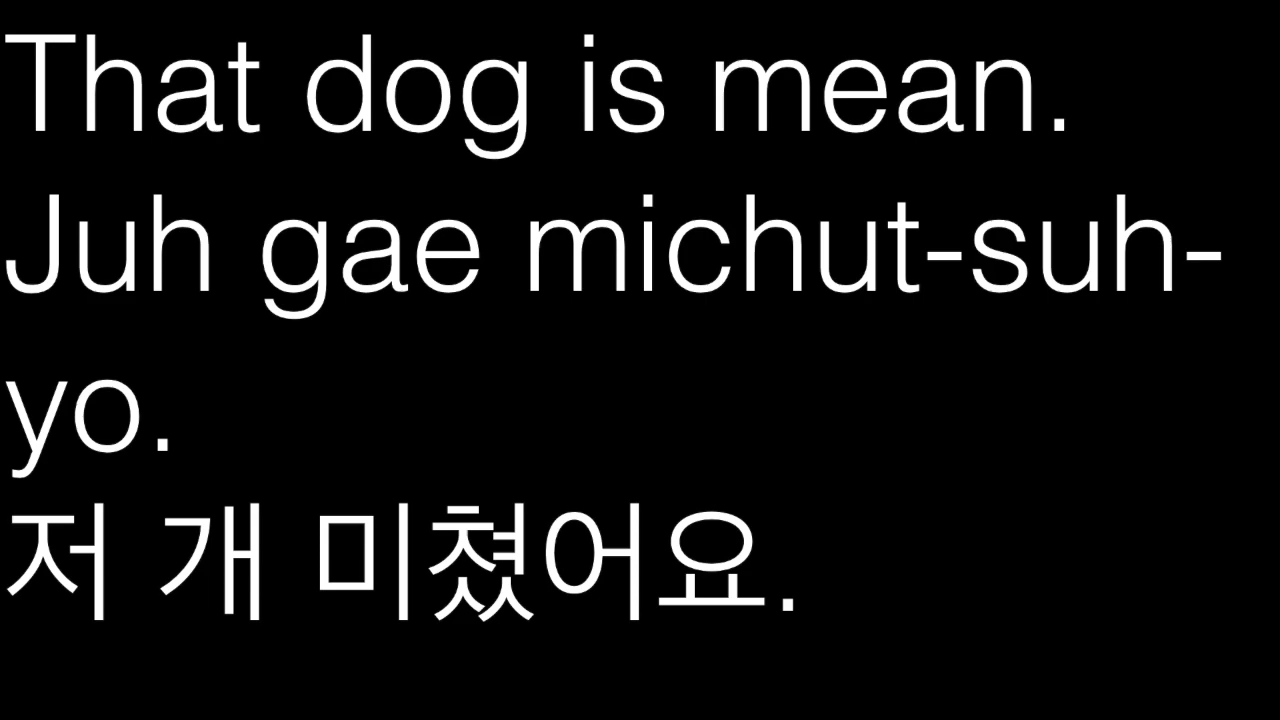 That dog is mean.
Juh gae michut-suh-
yo.
저 개 미쳤어요.